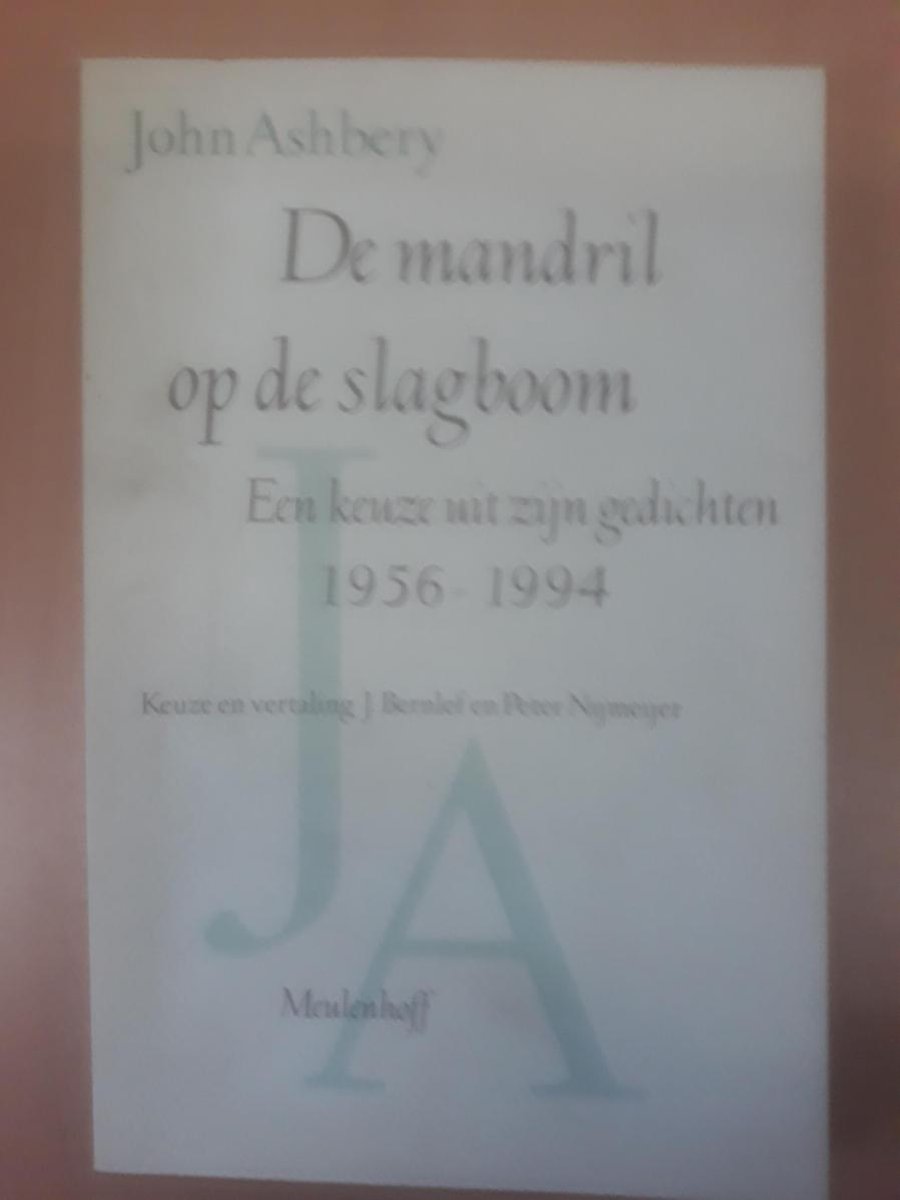 John Ashbery
De mandril
op de slagboom
Een keuze uit zijn gedichten
1956 - 1994
Keuze en vertaling J. Bernlef en Peter Nijmeijer
Meulenhoff
JA